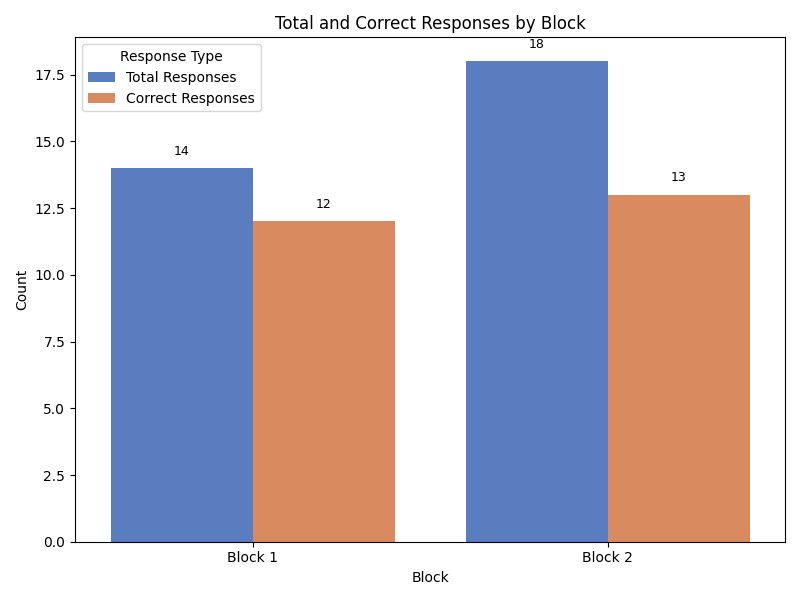 Total and Correct Responses by Block
Response Type
Total Responses
Correct Responses
18
14
12
13
17.5
15.0
12.5
10.0
7.5
5.0
2.5
0.0
Count
Block 1
Block 2
Block